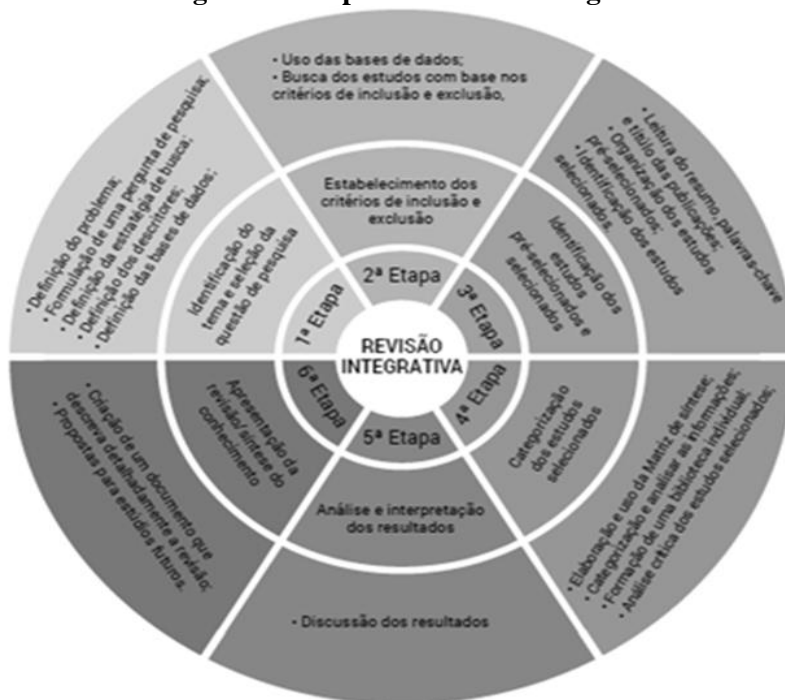 REVISÃO
INTEGRATIVA
1ª Etapa
Identificação do
tema e seleção da
questão de pesquisa
• Definição do problema;
• Formulação de uma pergunta de pesquisa;
• Definição da estratégia de busca;
• Definição dos descritores;
• Definição das bases de dados;
2ª Etapa
Estabelecimento dos
critérios de inclusão e
exclusão
• Uso das bases de dados;
• Busca dos estudos com base nos
critérios de inclusão e exclusão,
3ª Etapa
Identificação dos
estudos
pré-selecionados e
selecionados
• Leitura do resumo, palavras-chave
e título das publicações;
• Organização dos estudos
pré-selecionados;
• Identificação dos estudos
selecionados,
4ª Etapa
Categorização
dos estudos
selecionados
• Elaboração e uso da Matriz de síntese;
• Categorização e analisar as informações;
• Formação de uma biblioteca individual;
• Análise crítica dos estudos selecionados;
5ª Etapa
Análise e interpretação
dos resultados
• Discussão dos resultados
6ª Etapa
Apresentação da
revisão/síntese do
conhecimento
• Criação de um documento que
descreva detalhadamente a revisão;
• Propostas para estúdios futuros,